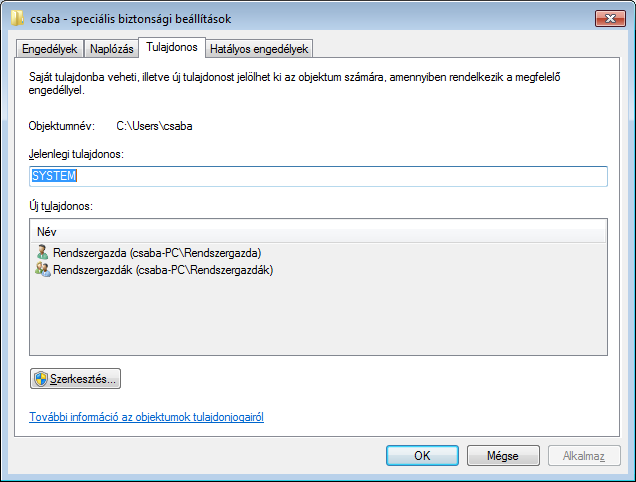 csaba - speciális biztonsági beállítások
Engedélyek Naplózás Tulajdonos Hatályos engedélyek
Saját tulajdonba veheti, illetve új tulajdonost jelölhet ki az objektum számára, amennyiben rendelkezik a megfelelő
engedéllyel.
Objektumnév: C:\Users\csaba
Jelenlegi tulajdonos:
SYSTEM
Új tulajdonos:
Név
Rendszergazda (csaba-PC\Rendszergazda)
Rendszergazdák (csaba-PC\Rendszergazdák)
Szerkesztés...
További információ az objektumok tulajdonjogairól
OK Mégse Alkalmaz